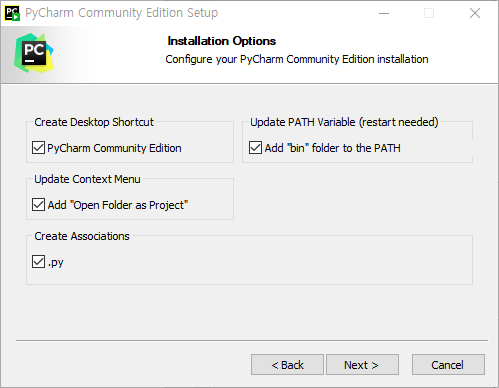 PyCharm Community Edition Setup
Installation Options
Configure your PyCharm Community Edition installation
PC
Create Desktop Shortcut
PyCharm Community Edition
Update PATH Variable (restart needed)
Add "bin" folder to the PATH
Update Context Menu
Add "Open Folder as Project"
Create Associations
.py
< Back
Next >
Cancel